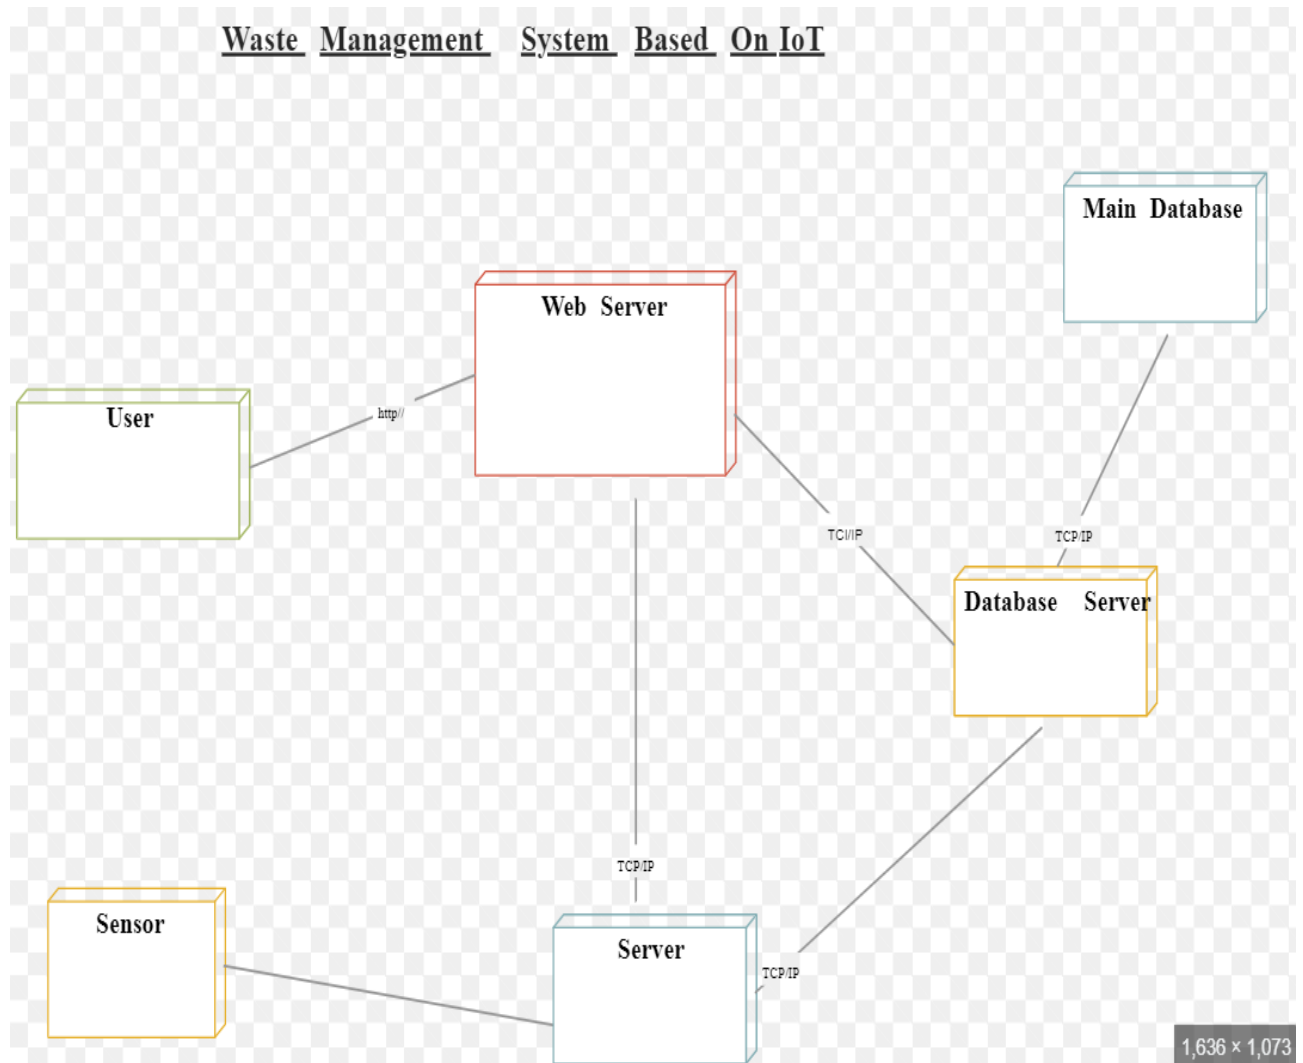 Waste Management System Based On IoT
Main Database
Web Server
User
http//
TCI/IP
TCP/IP
Database Server
TCP/IP
Sensor
Server
TCP/IP
1,636 × 1,073